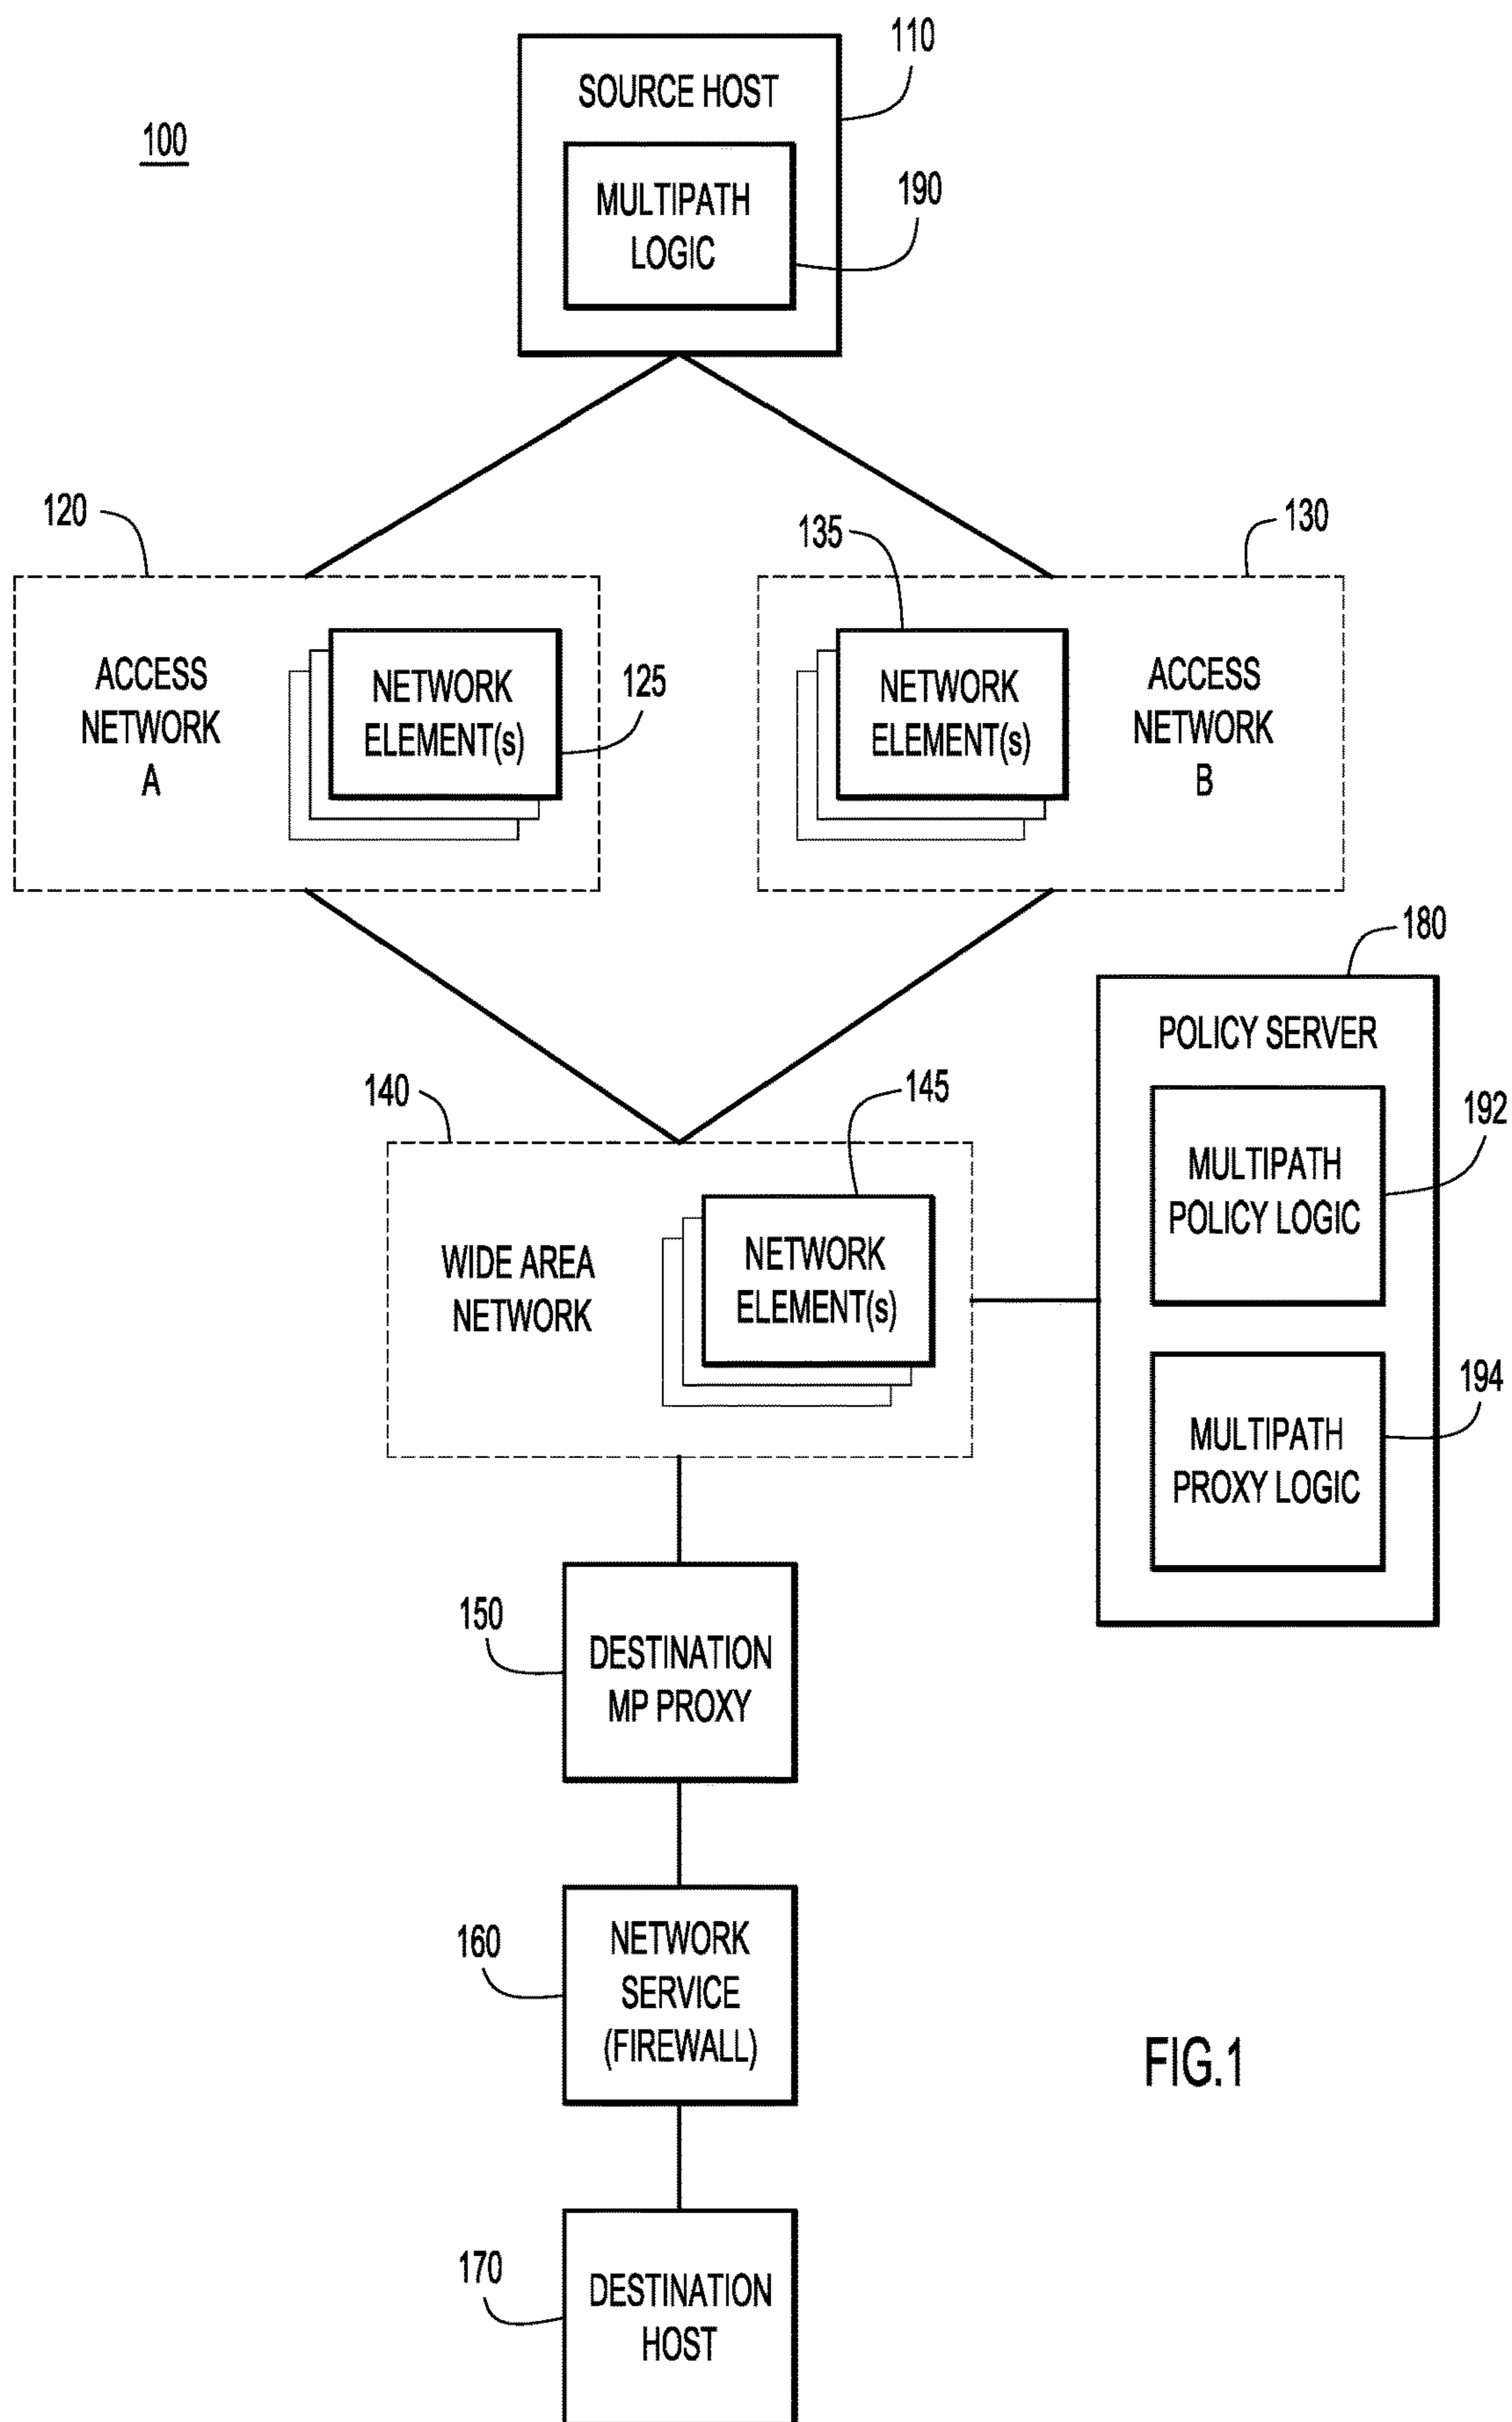 110
SOURCE HOST
100
MULTIPATH
LOGIC
190
120
135
130
ACCESS
NETWORK
A
NETWORK
ELEMENT(s)
125
NETWORK
ELEMENT(s)
ACCESS
NETWORK
B
180
POLICY SERVER
140
145
192
MULTIPATH
POLICY LOGIC
WIDE AREA
NETWORK
NETWORK
ELEMENT(s)
194
MULTIPATH
PROXY LOGIC
150
DESTINATION
MP PROXY
160
NETWORK
SERVICE
(FIREWALL)
FIG.1
170
DESTINATION
HOST